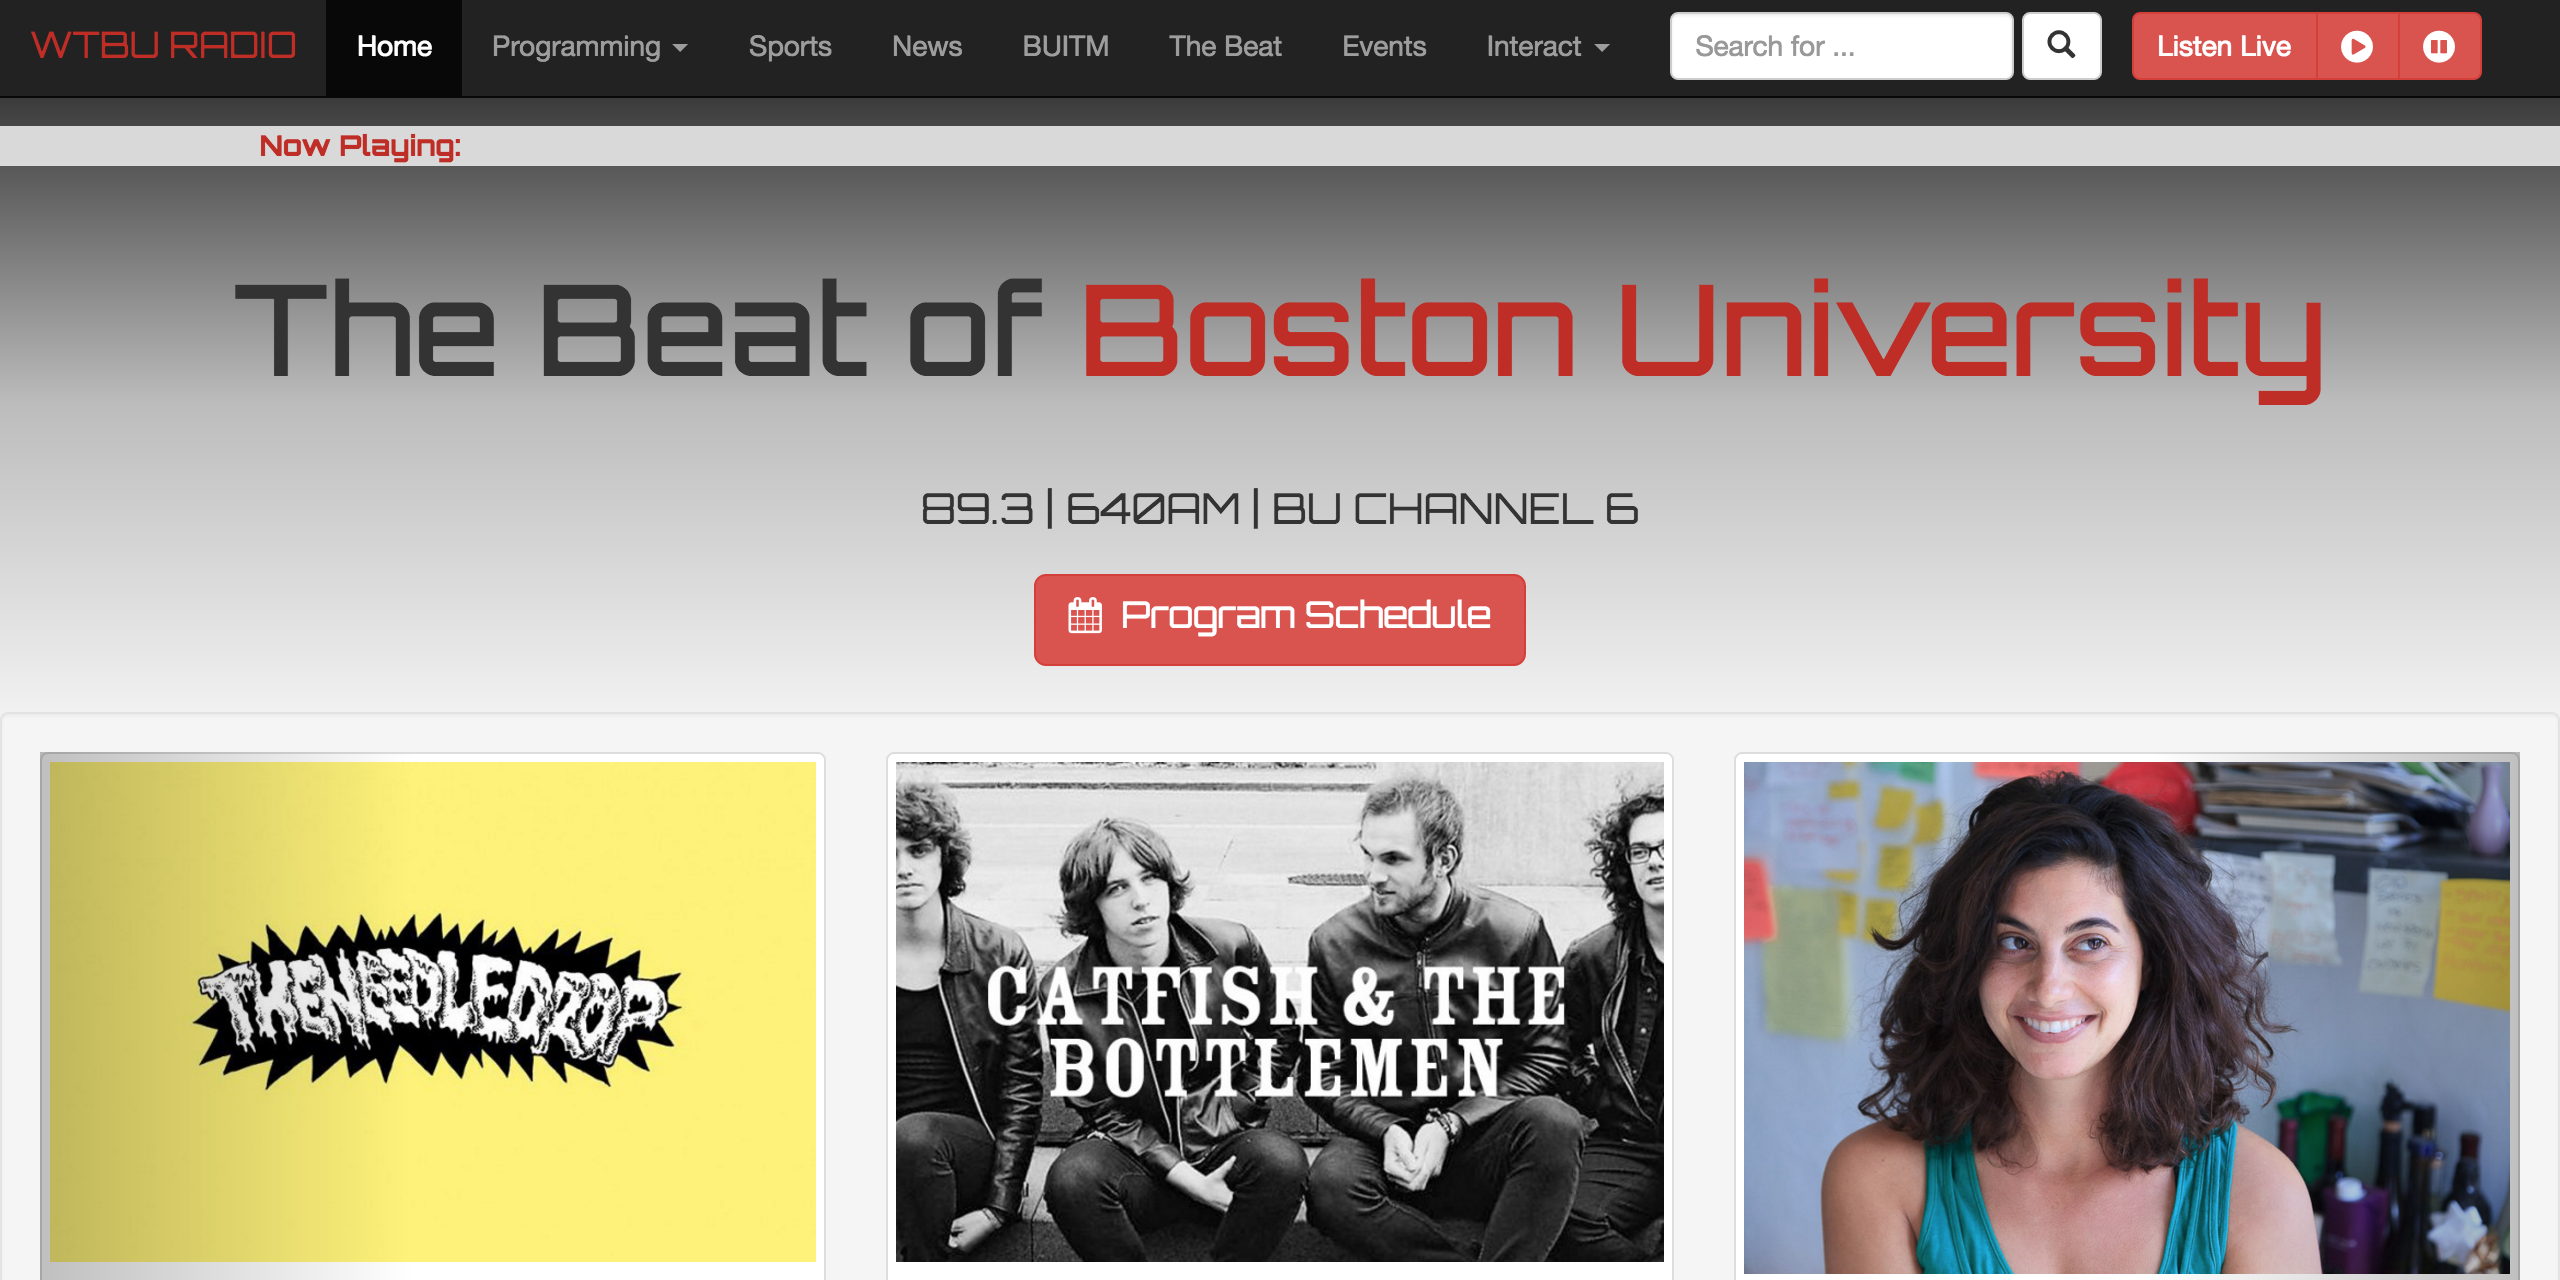 WTBU RADIO
Home
Programming
Sports
News
BUITM
The Beat
Events
Interact
Search for ...
Listen Live
Now Playing:
The Beat of Boston University
89.3 | 640AM | BU CHANNEL 6
Program Schedule
THENEEDLEDROP
CATFISH & THE
BOTTLEMEN